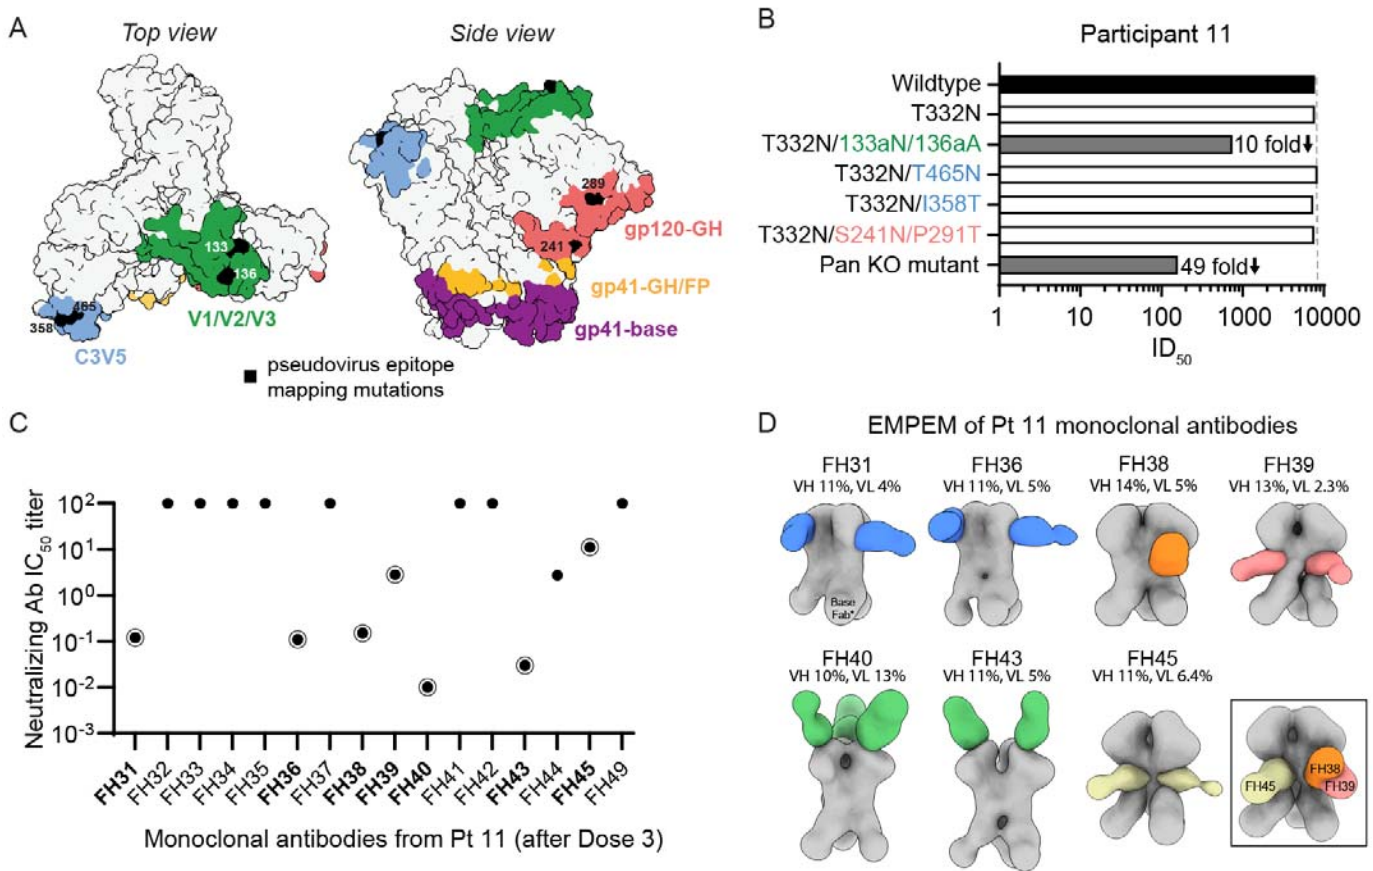 A
Top view
Side view
133
136
465
358
V1/V2/V3
C3V5
289
241
gp120-GH
gp41-GH/FP
gp41-base
pseudovirus epitope
mapping mutations
B
Participant 11
Wildtype
T332N
T332N/133aN/136aA
10 fold↓
T332N/T465N
T332N/I358T
T332N/S241N/P291T
Pan KO mutant
49 fold↓
1 10 100 1000 10000
ID50
C
Neutralizing Ab IC50 titer
10²
10¹
10⁰
10⁻¹
10⁻²
10⁻³
FH31 FH32 FH33 FH34 FH35 FH36 FH37 FH38 FH39 FH40 FH41 FH42 FH43 FH44 FH45 FH49
Monoclonal antibodies from Pt 11 (after Dose 3)
D
EMPEM of Pt 11 monoclonal antibodies
FH31
VH 11%, VL 4%
Base
Fab*
FH36
VH 11%, VL 5%
FH38
VH 14%, VL 5%
FH39
VH 13%, VL 2.3%
FH40
VH 10%, VL 13%
FH43
VH 11%, VL 5%
FH45
VH 11%, VL 6.4%
FH45
FH38
FH39